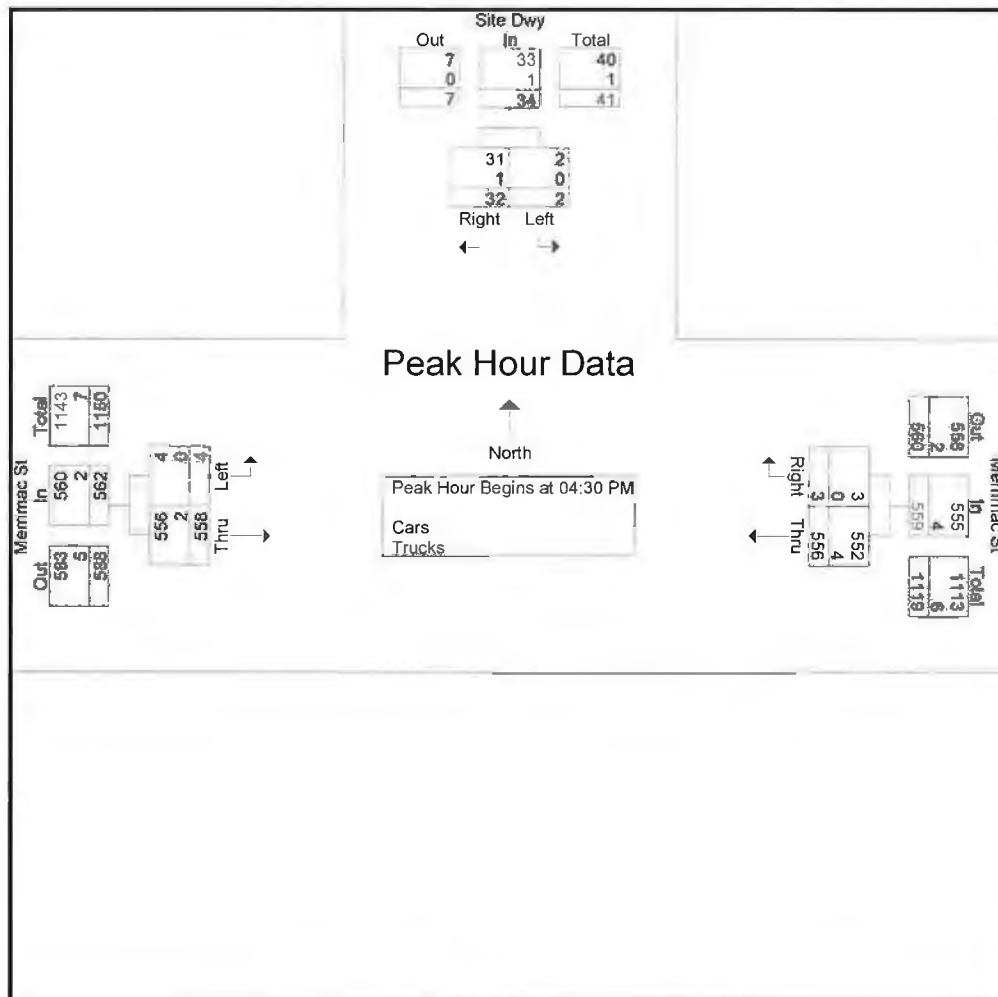 Site Dwy
Out In Total
7 33 40
0 1 1
7 34 41
31 2
1 0
32 2
Right Left
Peak Hour Data
North
Peak Hour Begins at 04:30 PM
Cars
Trucks
Merrimac St
Out In Total
583 560 1143
5 2 7
588 562 1150
Left
4
0
4
Thru
556
2
558
Merrimac St
Out In Total
558 555 1113
2 4 6
560 559 1119
Right
3
0
3
Thru
552
4
556